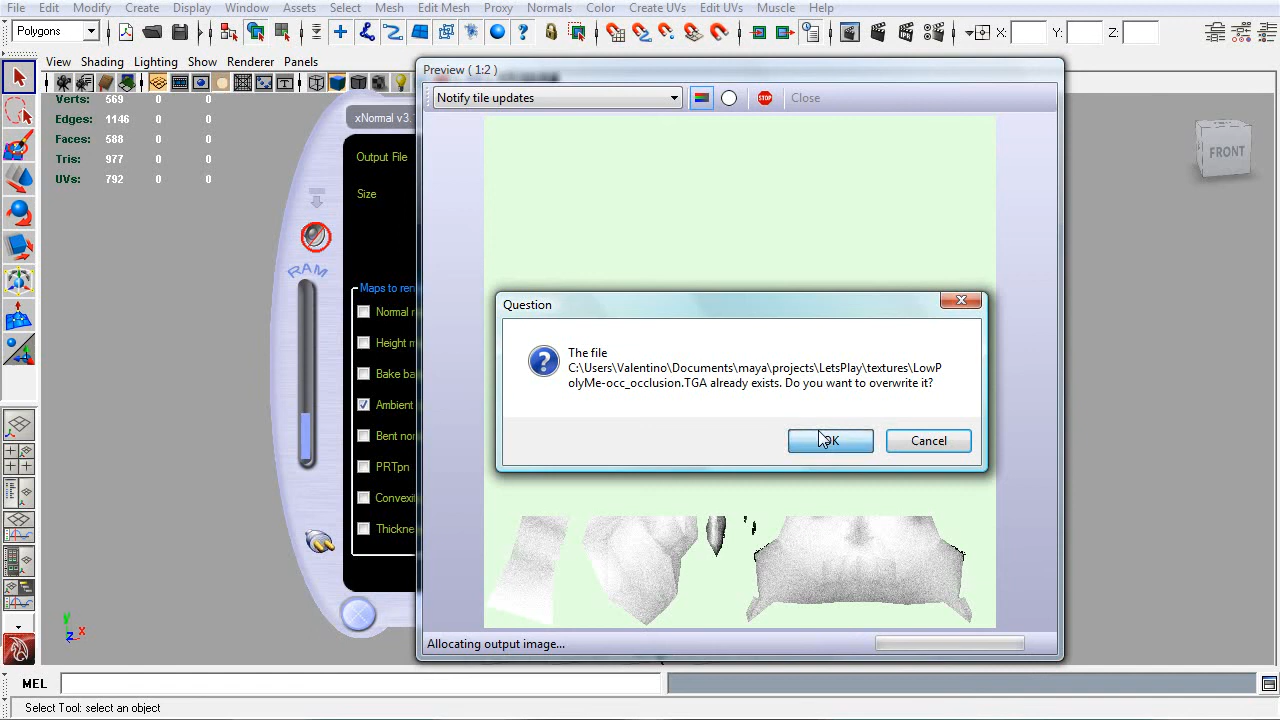 File Edit Modify Create Display Window Assets Select Mesh Edit Mesh Proxy Normals Color Create UVs Edit UVs Muscle Help
Polygons X: Y: Z:
View Shading Lighting Show Renderer Panels
Preview ( 1:2 )
Notify tile updates STOP Close
Verts: 569 0 0
Edges: 1146 0 0
Faces: 588 0 0
Tris: 977 0 0
UVs: 792 0 0
xNormal v3.
Output File
Size
FRONT
RAM
Maps to ren
Normal
Height m
Bake ba
Ambient
Bent nor
PRTpn
Convexi
Thickne
Question
The file
C:\Users\Valentino\Documents\maya\projects\LetsPlay\textures\LowP
olyMe-occ_occlusion.TGA already exists. Do you want to overwrite it?
OK Cancel
Allocating output image...
y
z x
MEL
Select Tool: select an object